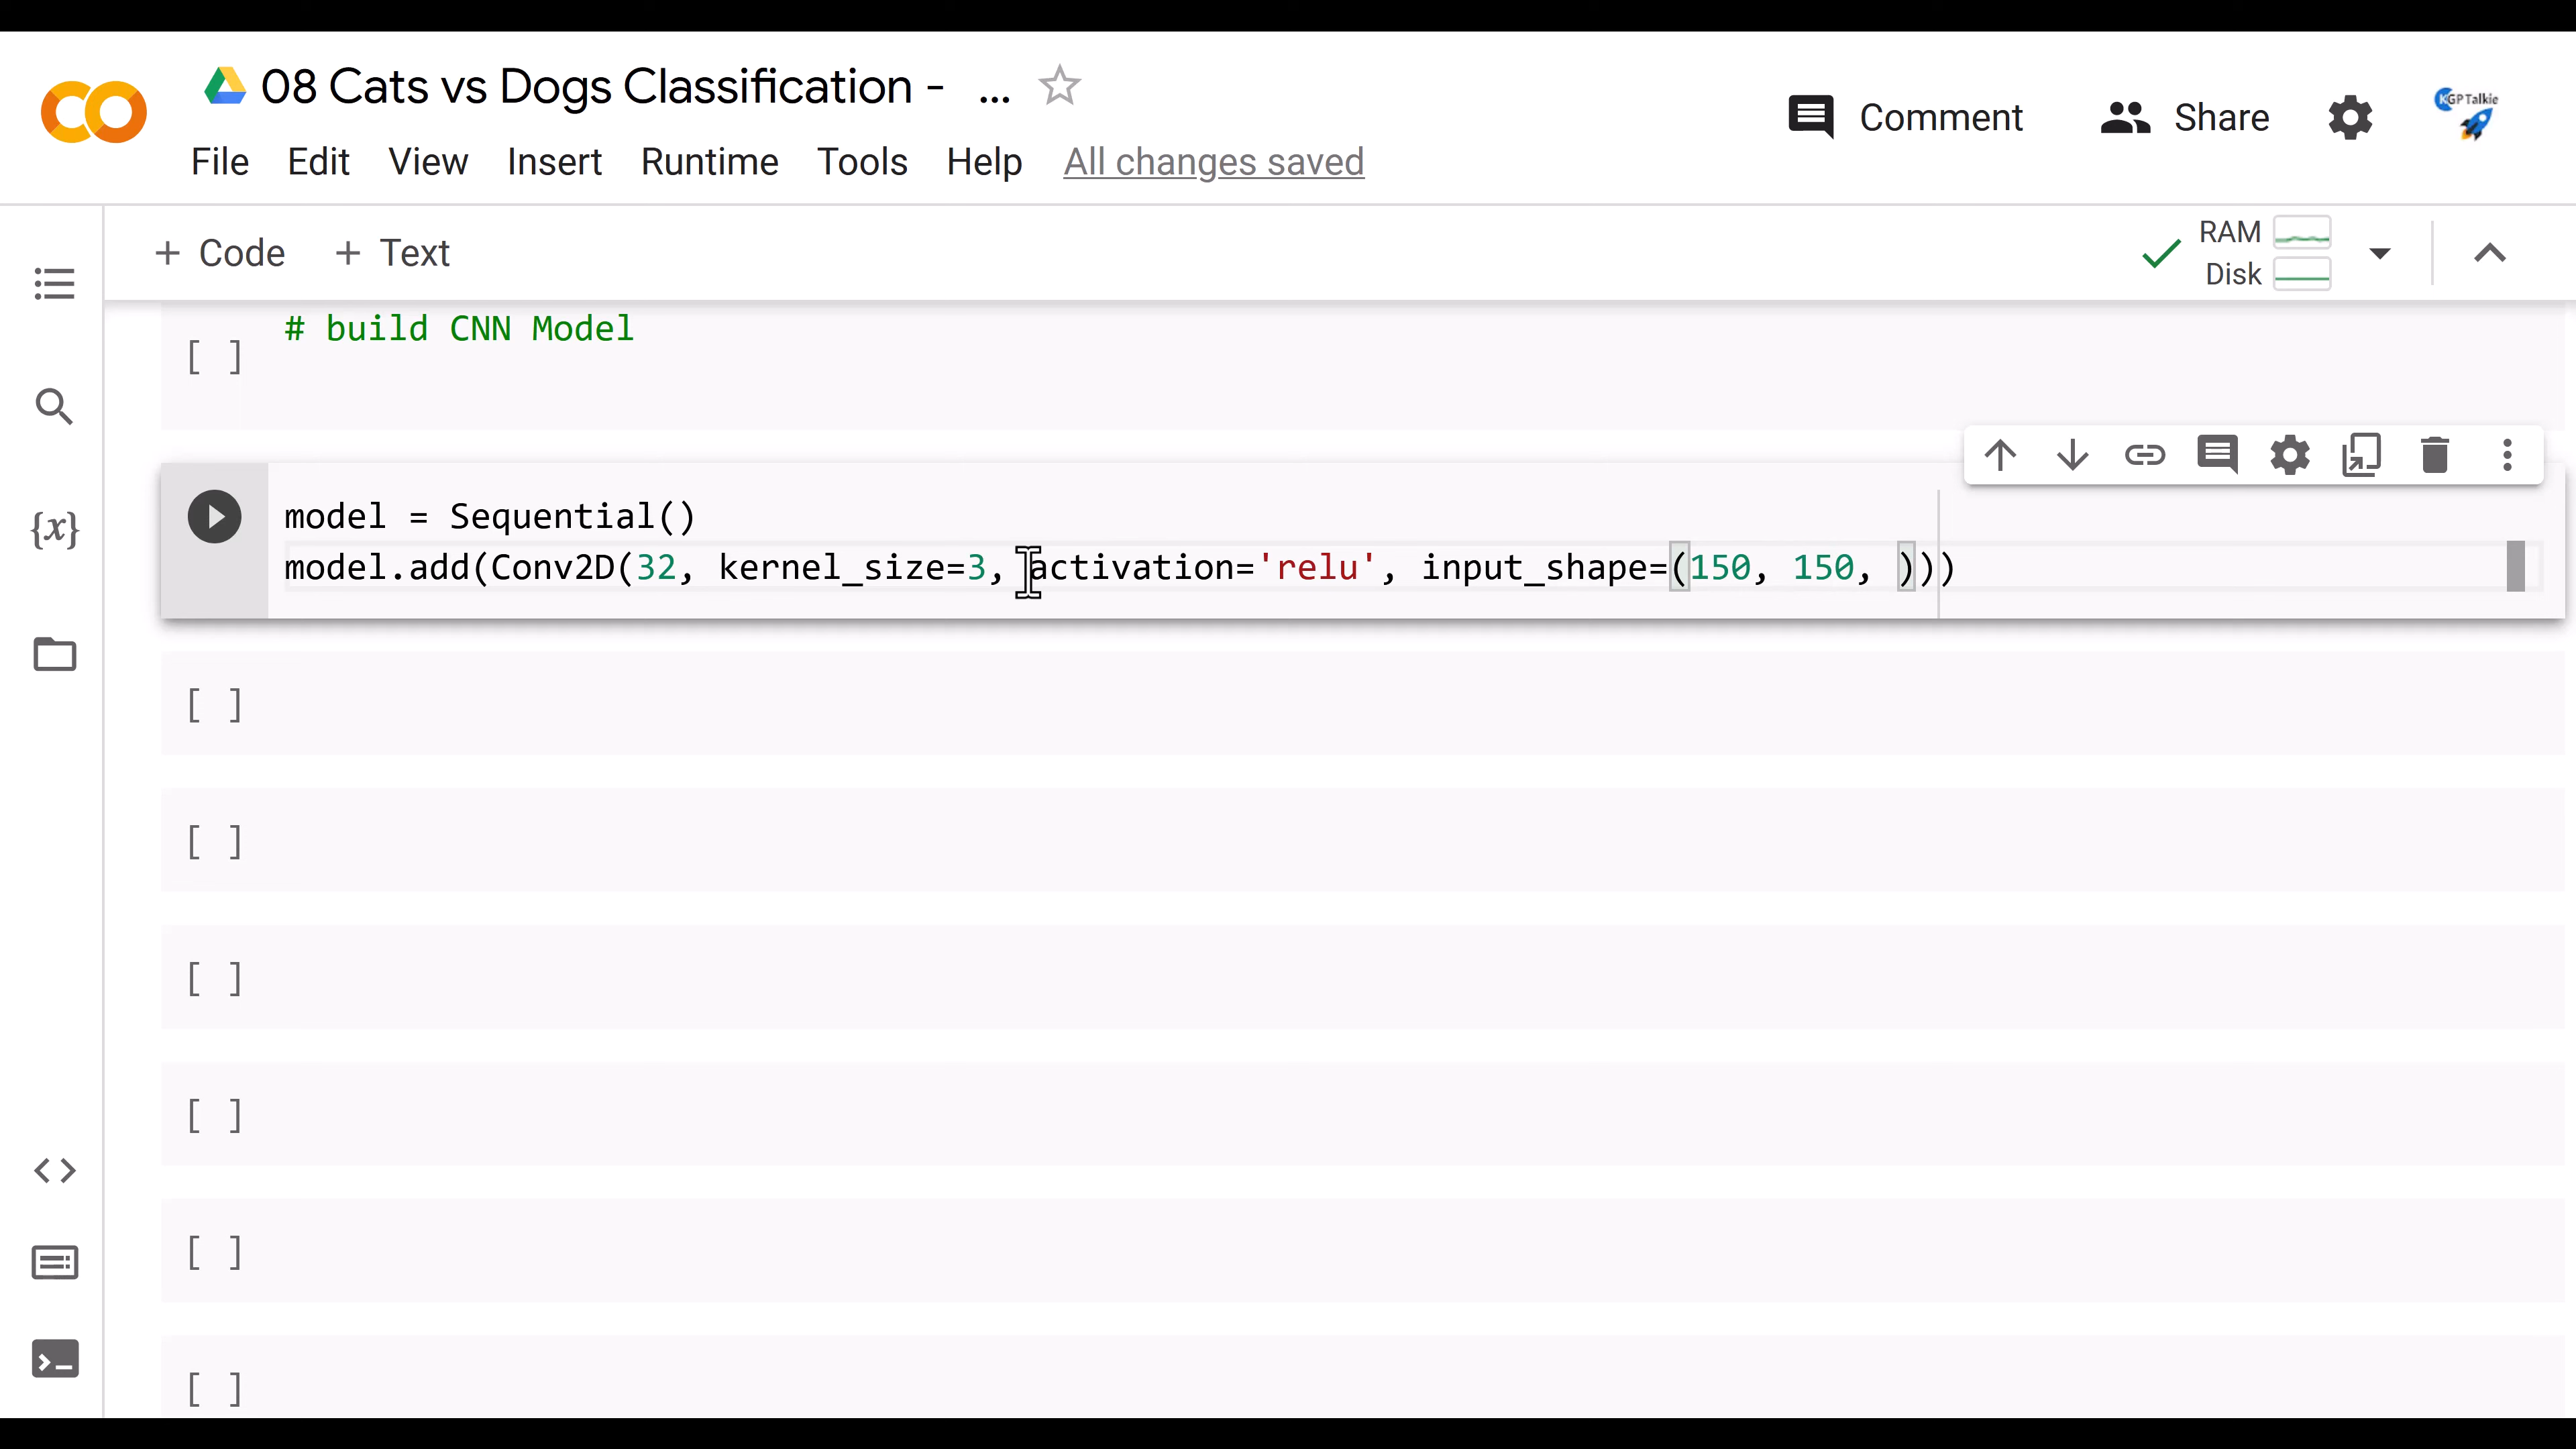 08 Cats vs Dogs Classification - ...
KGPTalkie
Comment
Share
File Edit View Insert Runtime Tools Help All changes saved
+ Code + Text
RAM
Disk
[ ] # build CNN Model
model = Sequential()
model.add(Conv2D(32, kernel_size=3, activation='relu', input_shape=(150, 150, )))
{x}
[ ]
[ ]
[ ]
[ ]
[ ]
[ ]